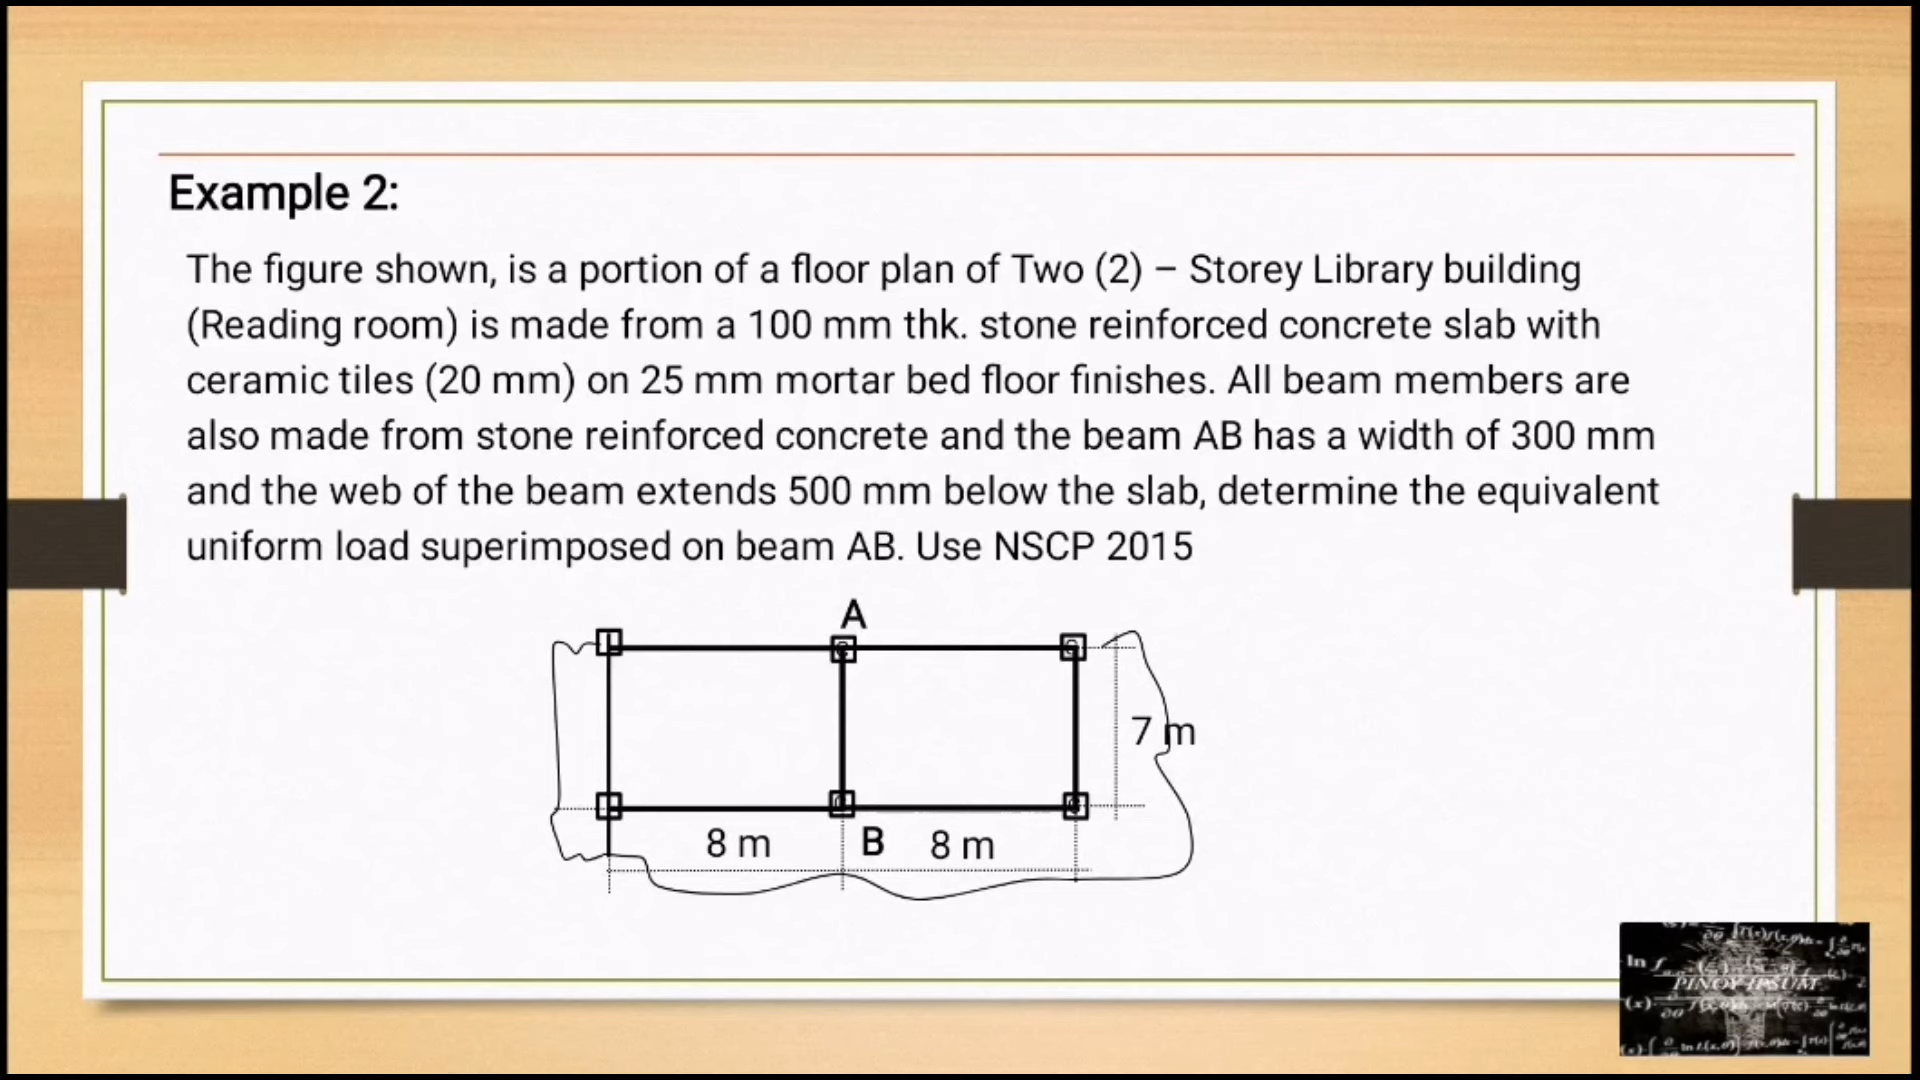 Example 2:
The figure shown, is a portion of a floor plan of Two (2) – Storey Library building
(Reading room) is made from a 100 mm thk. stone reinforced concrete slab with
ceramic tiles (20 mm) on 25 mm mortar bed floor finishes. All beam members are
also made from stone reinforced concrete and the beam AB has a width of 300 mm
and the web of the beam extends 500 mm below the slab, determine the equivalent
uniform load superimposed on beam AB. Use NSCP 2015
A
7 m
8 m
B
8 m
PINOY IPSUM